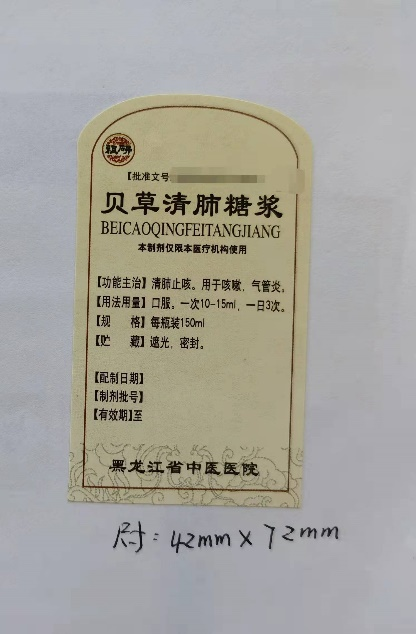 【批准文号
贝草清肺糖浆
BEICAOQINGFEITANGJIANG
本制剂仅限本医疗机构使用
【功能主治】清肺止咳。用于咳嗽、气管炎。
【用法用量】口服。一次10-15ml，一日3次。
【规 格】每瓶装150ml
【贮 藏】遮光，密封。
【配制日期】
【制剂批号】
【有效期】至
黑龙江省中医医院
尺寸：42mm×72mm